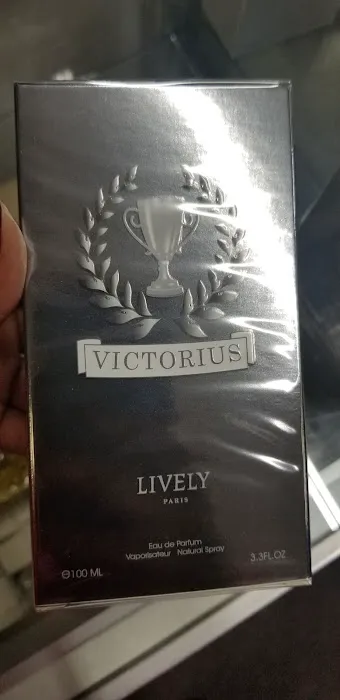 VICTORIUS
LIVELY
PARIS
Eau de Parfum
Vaporisateur Natural Spray
℮100 ML
3.3FL.OZ